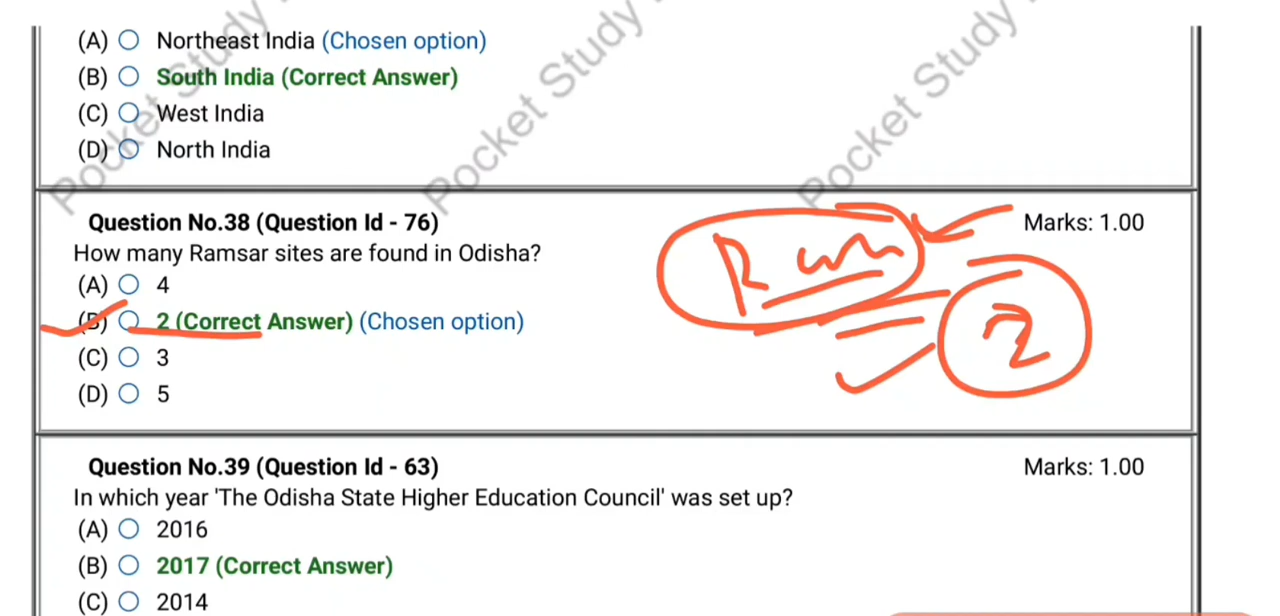 (A) Northeast India (Chosen option)
(B) South India (Correct Answer)
(C) West India
(D) North India
Pocket Study
Pocket Study
Pocket Study
Question No.38 (Question Id - 76) Marks: 1.00
How many Ramsar sites are found in Odisha?
(A) 4
(B) 2 (Correct Answer) (Chosen option)
(C) 3
(D) 5
2
Question No.39 (Question Id - 63) Marks: 1.00
In which year 'The Odisha State Higher Education Council' was set up?
(A) 2016
(B) 2017 (Correct Answer)
(C) 2014